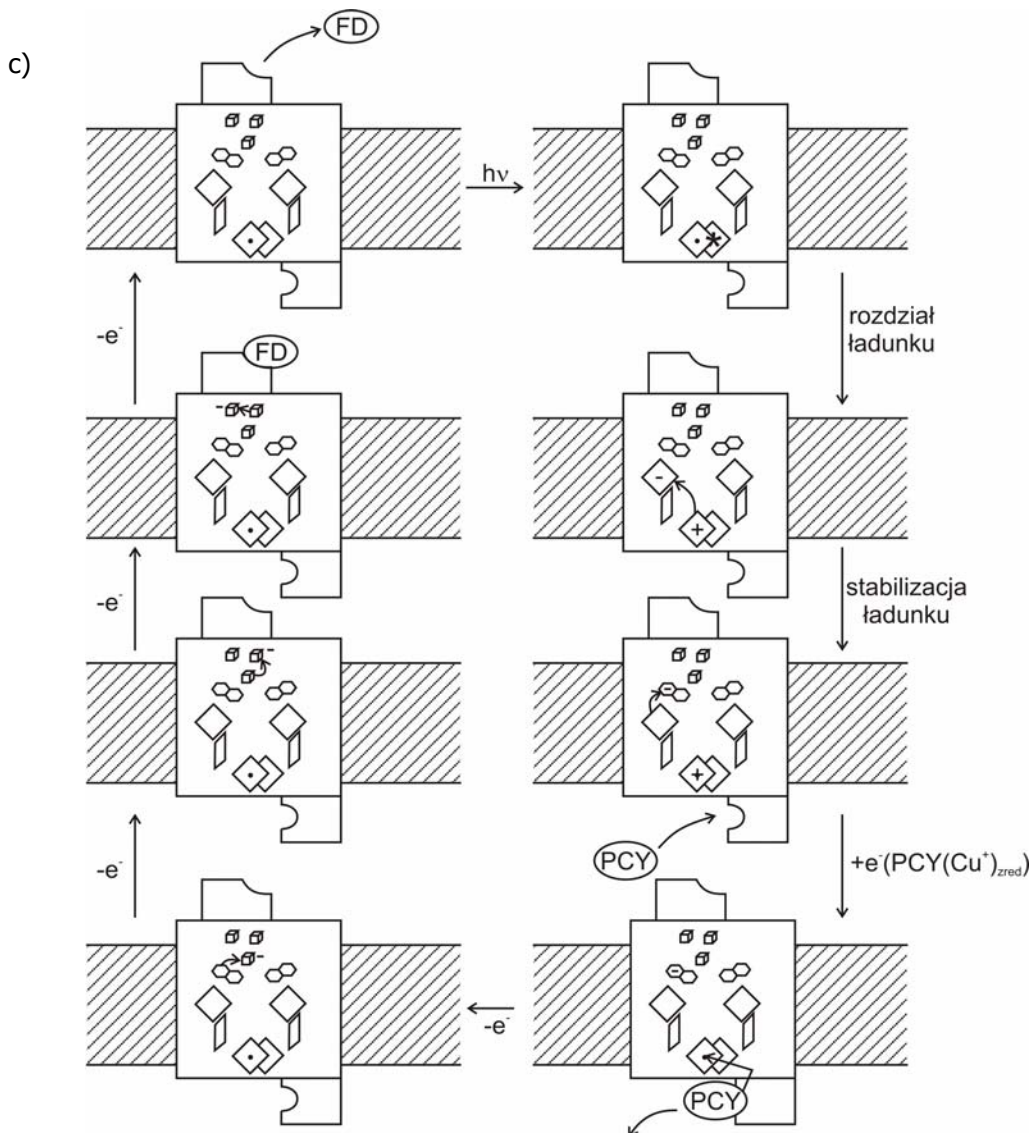 c)
FD
hν
-e⁻
rozdział
ładunku
FD
-
-
+
-e⁻
stabilizacja
ładunku
-
-
+
-e⁻
PCY
+e⁻(PCY(Cu⁺)zred)
-
-
-e⁻
PCY